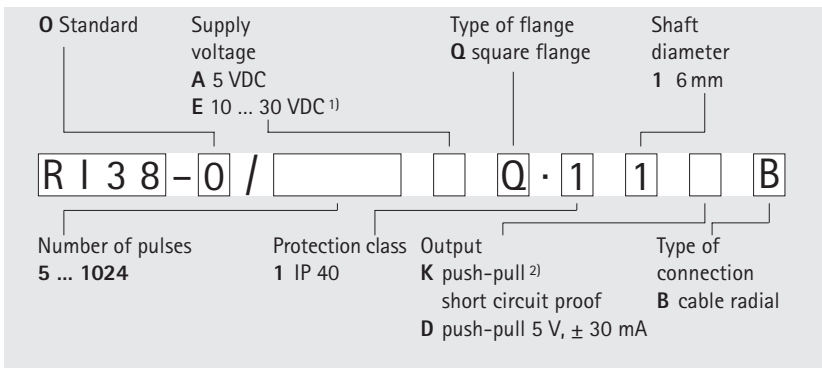 O Standard
Supply
voltage
A 5 VDC
E 10 ... 30 VDC 1)
Type of flange
Q square flange
Shaft
diameter
1 6 mm
R I 3 8 - 0 / Q · 1 1 B
Number of pulses
5 ... 1024
Protection class
1 IP 40
Output
K push-pull 2)
short circuit proof
D push-pull 5 V, ± 30 mA
Type of
connection
B cable radial